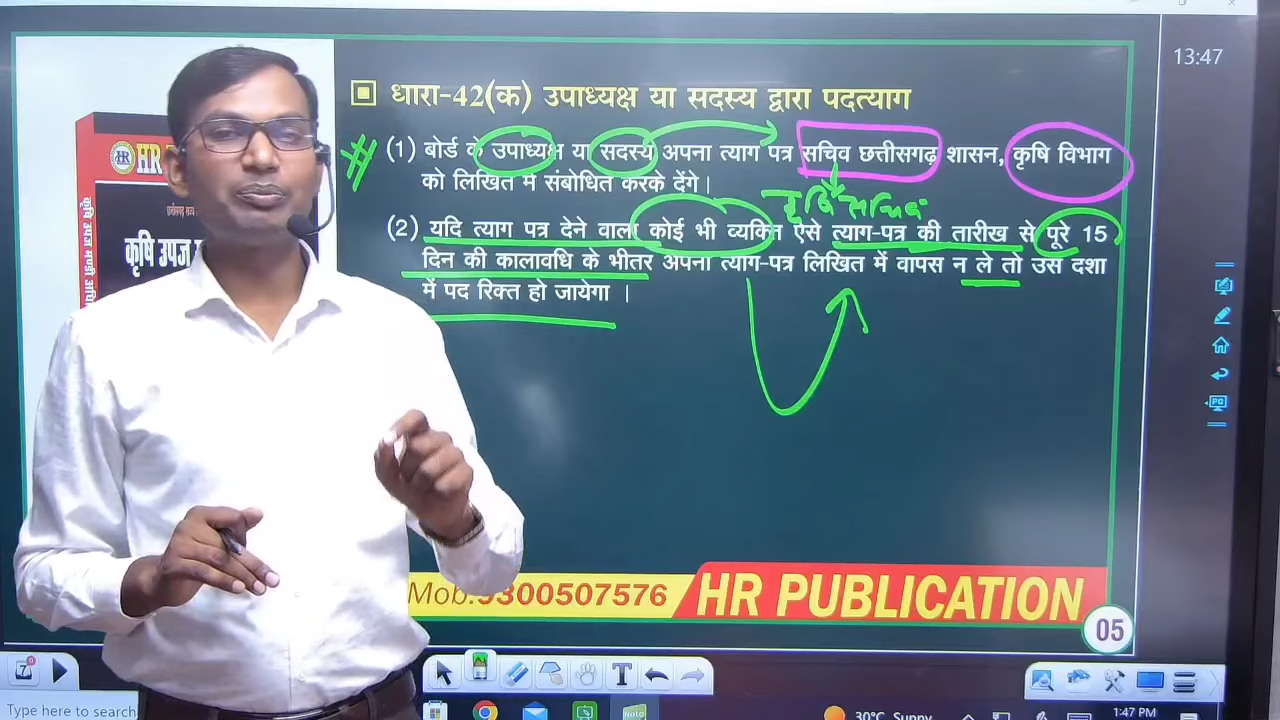 13:47
धारा-42(क) उपाध्यक्ष या सदस्य द्वारा पदत्याग
(1) बोर्ड के उपाध्यक्ष या सदस्य अपना त्याग पत्र सचिव छत्तीसगढ़ शासन, कृषि विभाग
को लिखित में संबोधित करके देंगे।
(2) यदि त्याग पत्र देने वाला कोई भी व्यक्ति ऐसे त्याग-पत्र की तारीख से पूरे 15
दिन की कालावधि के भीतर अपना त्याग-पत्र लिखित में वापस न ले तो उस दशा
में पद रिक्त हो जायेगा ।
HR
कृषि उपज
Mob.9300507576
HR PUBLICATION
05
Type here to search
30°C Sunny
1:47 PM